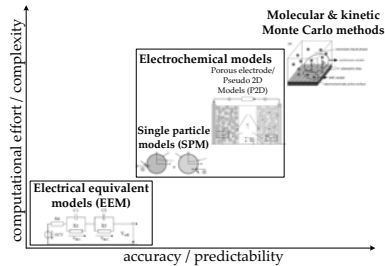 Molecular & kinetic
Monte Carlo methods
Electrochemical models
Porous electrode/
Pseudo 2D
Models (P2D)
Single particle
models (SPM)
Electrical equivalent
models (EEM)
computational effort / complexity
accuracy / predictability